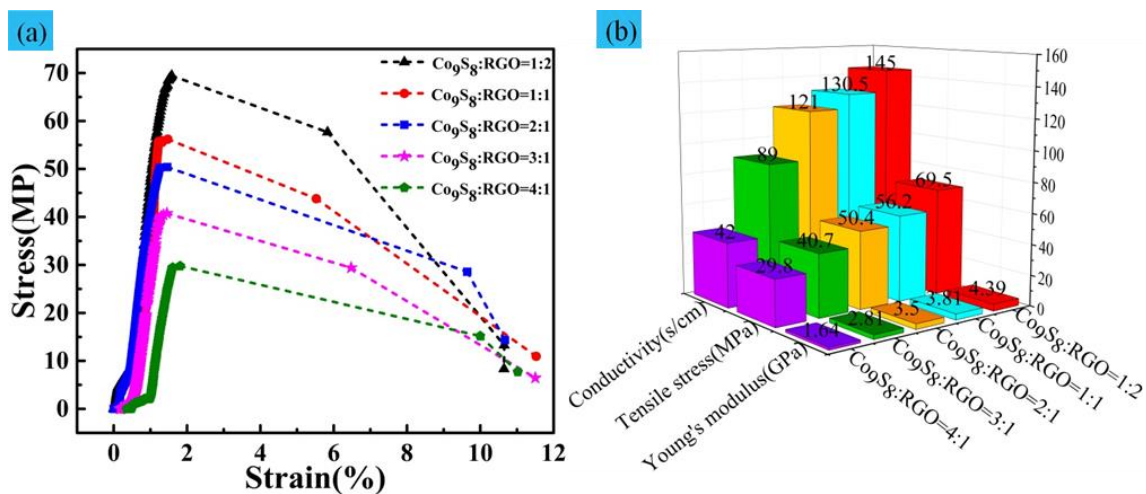 (a)
Stress(MP)
70
60
50
40
30
20
10
0
0 2 4 6 8 10 12
Strain(%)
Co₉S₈:RGO=1:2
Co₉S₈:RGO=1:1
Co₉S₈:RGO=2:1
Co₉S₈:RGO=3:1
Co₉S₈:RGO=4:1
(b)
160
140
120
100
80
60
40
20
0
145
130.5
121
89
42
69.5
56.2
50.4
40.7
29.8
4.39
3.81
3.5
2.81
1.64
Conductivity(s/cm)
Tensile stress(MPa)
Young's modulus(GPa)
Co₉S₈:RGO=4:1
Co₉S₈:RGO=3:1
Co₉S₈:RGO=2:1
Co₉S₈:RGO=1:1
Co₉S₈:RGO=1:2